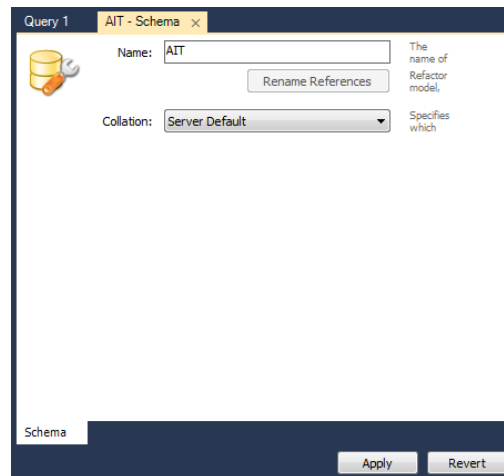 Query 1
AIT - Schema
Name:
AIT
The
name of
Rename References
Refactor
model,
Collation:
Server Default
Specifies
which
Schema
Apply
Revert